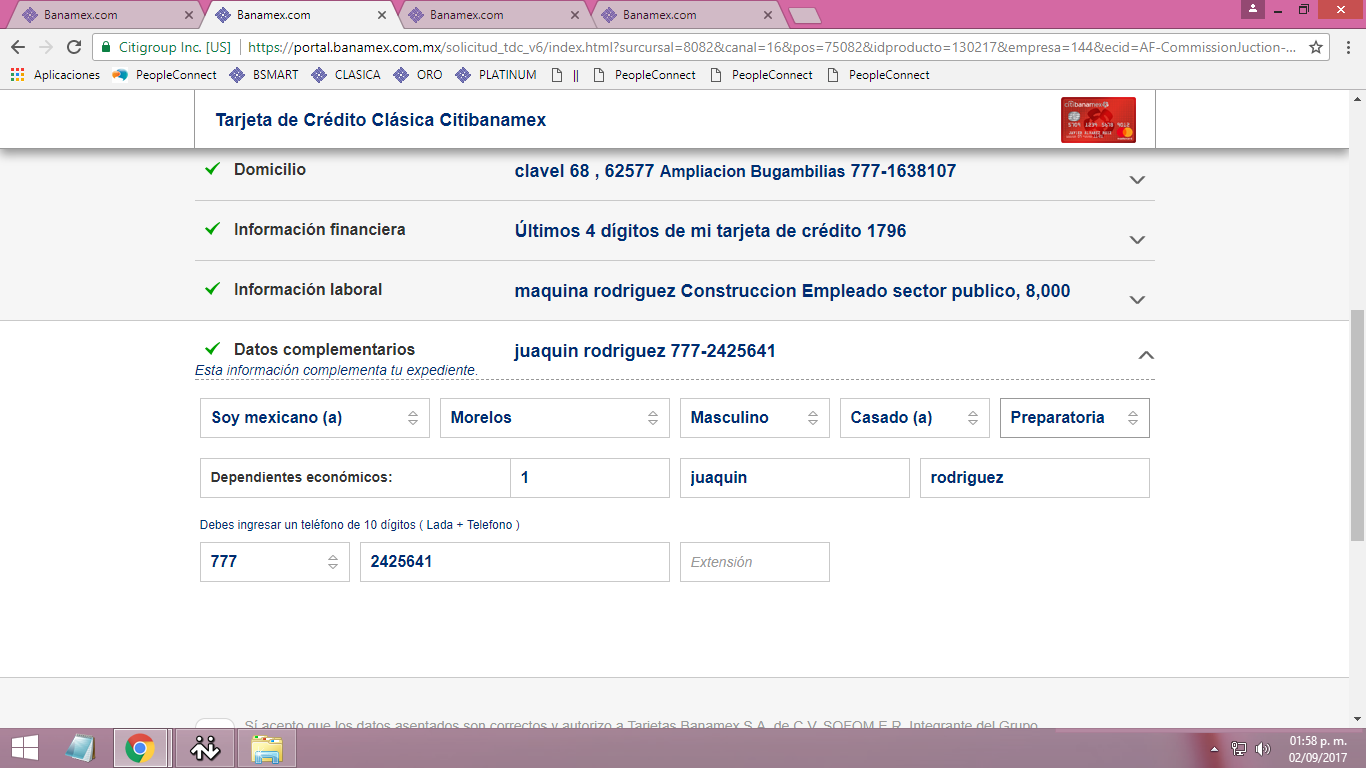 Banamex.com Banamex.com Banamex.com Banamex.com
Citigroup Inc. [US] https://portal.banamex.com.mx/solicitud_tdc_v6/index.html?surcursal=8082&canal=16&pos=75082&idproducto=130217&empresa=144&ecid=AF-CommissionJuction-...
Aplicaciones PeopleConnect BSMART CLASICA ORO PLATINUM || PeopleConnect PeopleConnect PeopleConnect
Tarjeta de Crédito Clásica Citibanamex
Domicilio clavel 68 , 62577 Ampliacion Bugambilias 777-1638107
Información financiera Últimos 4 dígitos de mi tarjeta de crédito 1796
Información laboral maquina rodriguez Construccion Empleado sector publico, 8,000
Datos complementarios juaquin rodriguez 777-2425641
Esta información complementa tu expediente.
Soy mexicano (a) Morelos Masculino Casado (a) Preparatoria
Dependientes económicos: 1 juaquin rodriguez
Debes ingresar un teléfono de 10 dígitos ( Lada + Telefono )
777 2425641 Extensión
Sí acepto que los datos asentados son correctos y autorizo a Tarjetas Banamex S.A. de C.V. SOFOM E.R. Integrante del Grupo
01:58 p. m.
02/09/2017